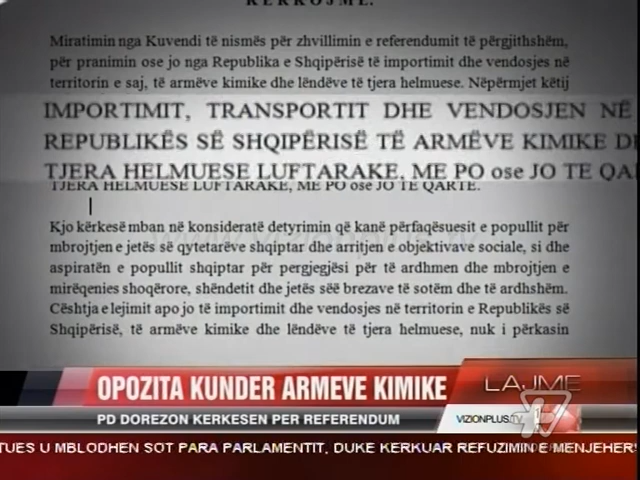 KËRKOJMË:
Miratimin nga Kuvendi të nismës për zhvillimin e referendumit të përgjithshëm,
për pranimin ose jo nga Republika e Shqipërisë të importimit dhe vendosjes në
territorin e saj, të armëve kimike dhe lëndëve të tjera helmuese. Nëpërmjet këtij
IMPORTIMIT, TRANSPORTIT DHE VENDOSJEN NË
REPUBLIKËS SË SHQIPËRISË TË ARMËVE KIMIKE
TJERA HELMUESE LUFTARAKE, ME PO ose JO TE
TJERA HELMUESE LUFTARAKE, ME PO ose JO TE QARTE.
Kjo kërkesë mban në konsideratë detyrimin që kanë përfaqësuesit e popullit për
mbrojtjen e jetës së qytetarëve shqiptar dhe arritjen e objektivave sociale, si dhe
aspiratën e popullit shqiptar për pergjegjësi për të ardhmen dhe mbrojtjen e
mirëqenies shoqërore, shëndetit dhe jetës sëë brezave të sotëm dhe të ardhshëm.
Cështja e lejimit apo jo të importimit dhe vendosjes në territorin e Republikës së
Shqipërisë, të armëve kimike dhe lëndëve të tjera helmuese, nuk i përkasin
OPOZITA KUNDER ARMEVE KIMIKE
LAJME
PD DOREZON KERKESEN PER REFERENDUM
VIZIONPLUS.TV
TUES U MBLODHEN SOT PARA PARLAMENTIT, DUKE KERKUAR REFUZIMIN E MENJEHER